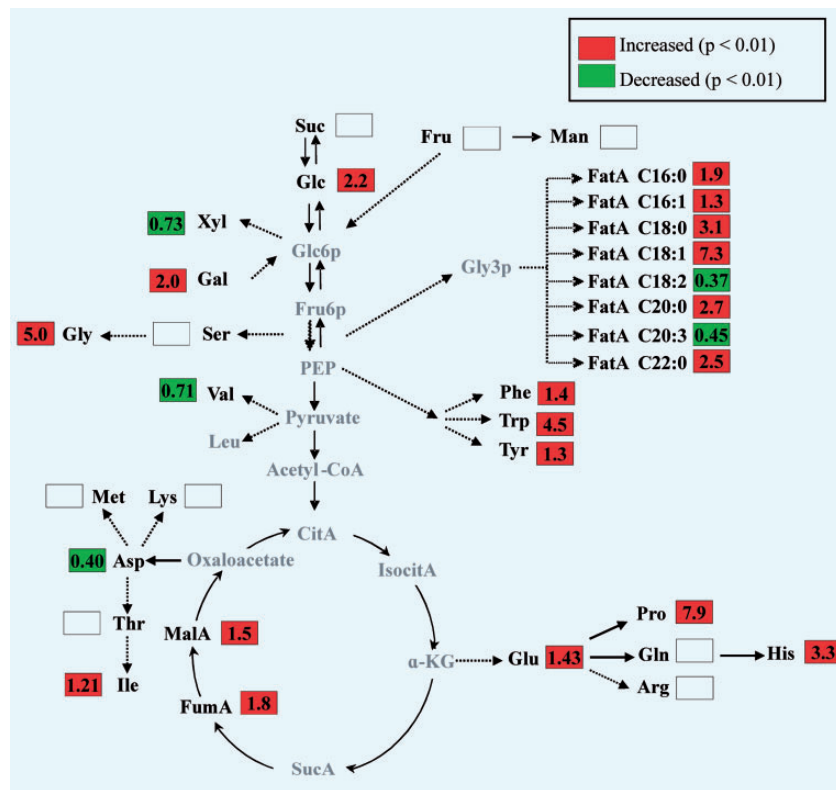 Increased (p < 0.01)
Decreased (p < 0.01)
Suc
Fru
Man
Glc 2.2
FatA C16:0 1.9
FatA C16:1 1.3
FatA C18:0 3.1
FatA C18:1 7.3
FatA C18:2 0.37
FatA C20:0 2.7
FatA C20:3 0.45
FatA C22:0 2.5
0.73 Xyl
Glc6p
2.0 Gal
Gly3p
Fru6p
5.0 Gly
Ser
PEP
0.71 Val
Phe 1.4
Trp 4.5
Tyr 1.3
Pyruvate
Leu
Acetyl-CoA
Met
Lys
CitA
0.40 Asp
Oxaloacetate
IsocitA
Thr
MalA 1.5
Pro 7.9
α-KG
Glu 1.43
Gln
His 3.3
1.21 Ile
Arg
FumA 1.8
SucA